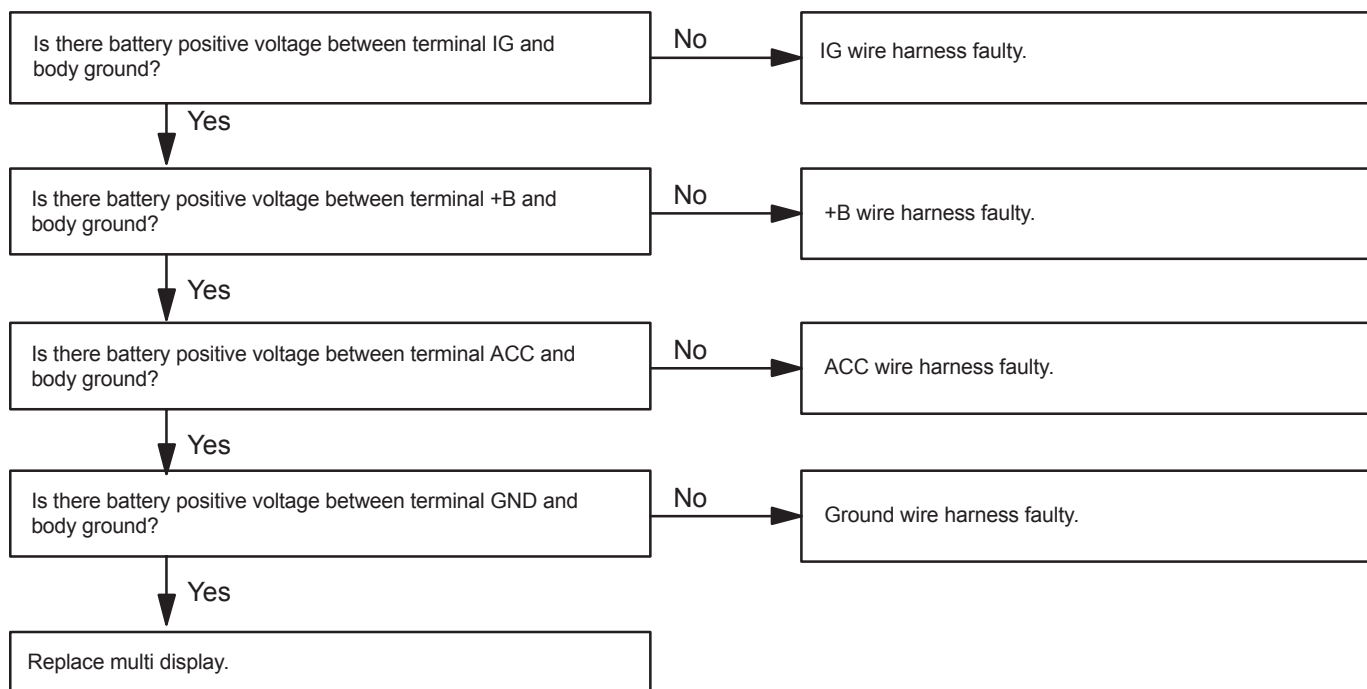 Is there battery positive voltage between terminal IG and
body ground?
No
IG wire harness faulty.
Yes
Is there battery positive voltage between terminal +B and
body ground?
No
+B wire harness faulty.
Yes
Is there battery positive voltage between terminal ACC and
body ground?
No
ACC wire harness faulty.
Yes
Is there battery positive voltage between terminal GND and
body ground?
No
Ground wire harness faulty.
Yes
Replace multi display.